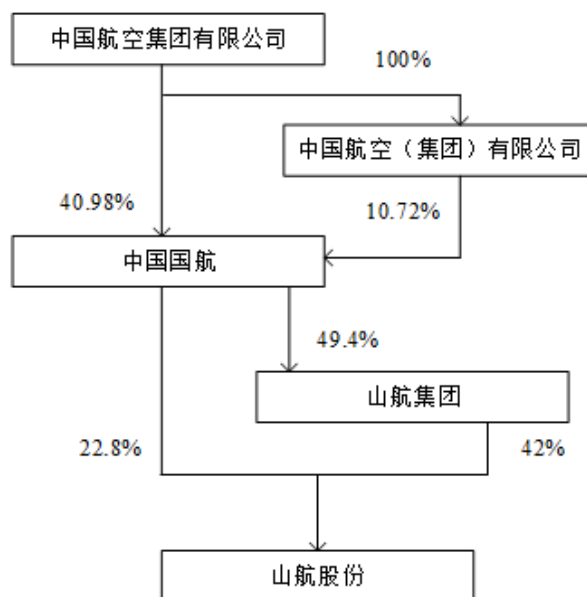 中国航空集团有限公司
100%
中国航空（集团）有限公司
40.98%
10.72%
中国国航
49.4%
山航集团
22.8%
42%
山航股份